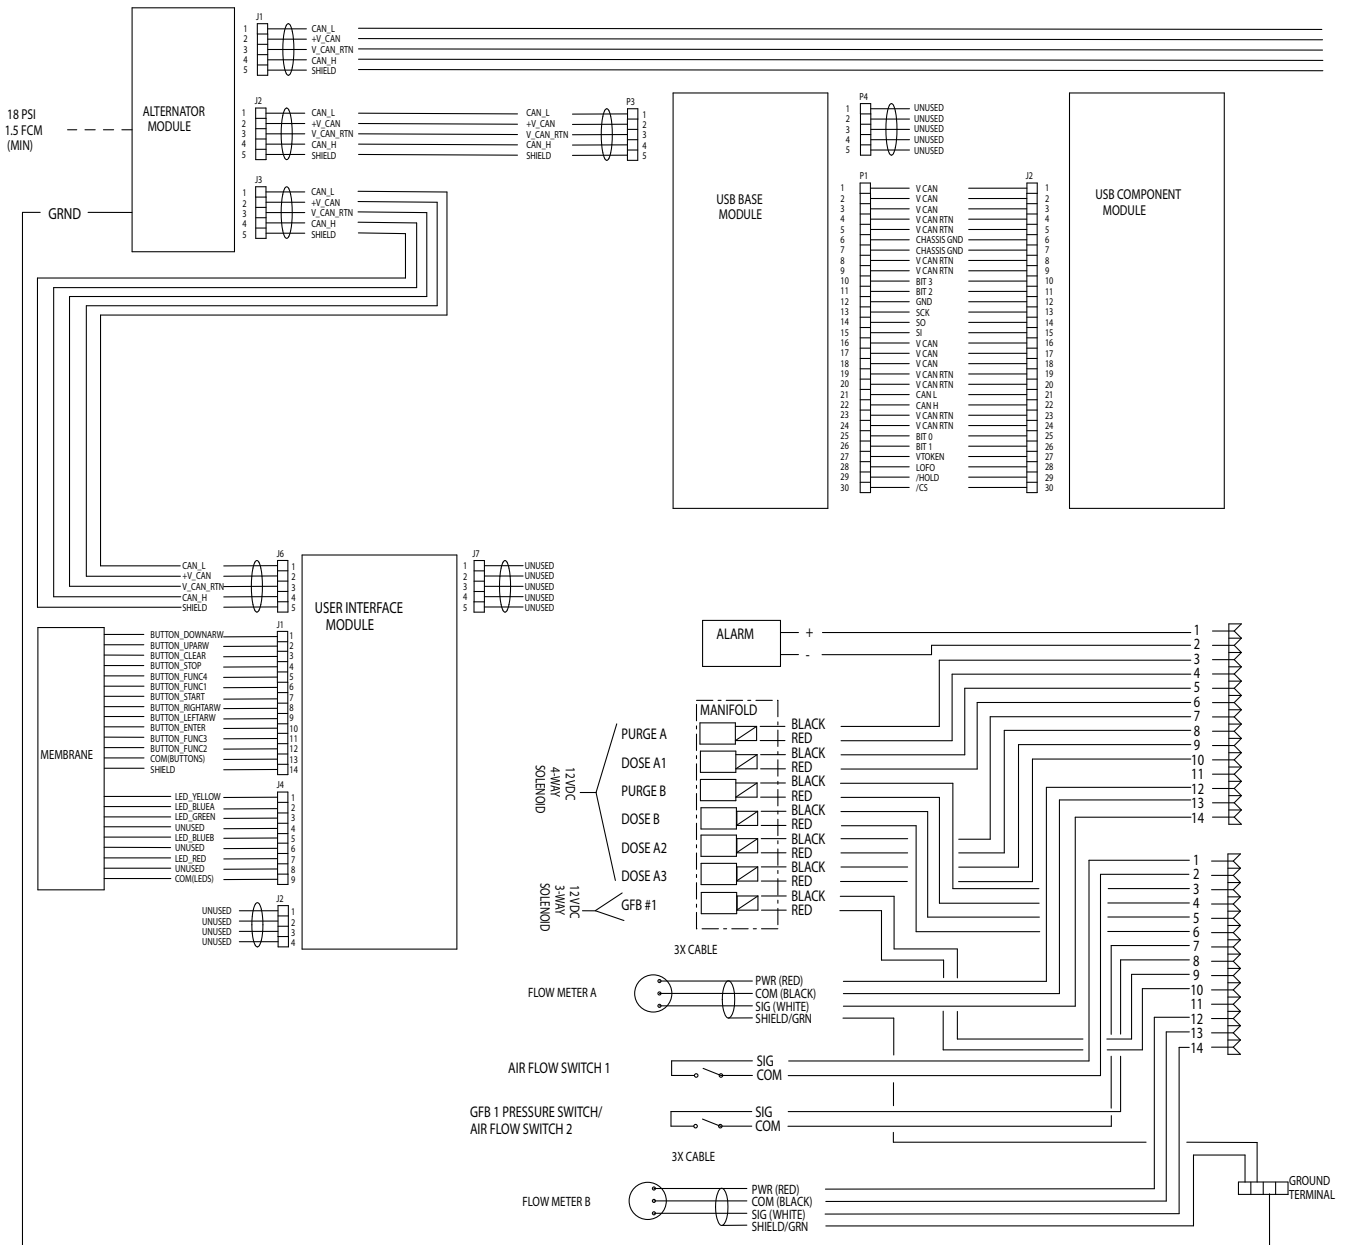 18 PSI
1.5 FCM
(MIN)
GRND
ALTERNATOR
MODULE
J1
1 CAN_L
2 +V_CAN
3 V_CAN_RTN
4 CAN_H
5 SHIELD
J2 P3
1 CAN_L CAN_L 1
2 +V_CAN +V_CAN 2
3 V_CAN_RTN V_CAN_RTN 3
4 CAN_H CAN_H 4
5 SHIELD SHIELD 5
J3
1 CAN_L
2 +V_CAN
3 V_CAN_RTN
4 CAN_H
5 SHIELD
USB BASE
MODULE
P4
1 UNUSED
2 UNUSED
3 UNUSED
4 UNUSED
5 UNUSED
USB COMPONENT
MODULE
P1 J2
1 V CAN 1
2 V CAN 2
3 V CAN 3
4 V CAN RTN 4
5 V CAN RTN 5
6 CHASSIS GND 6
7 CHASSIS GND 7
8 V CAN RTN 8
9 V CAN RTN 9
10 BIT 3 10
11 BIT 2 11
12 GND 12
13 SCK 13
14 SO 14
15 SI 15
16 V CAN 16
17 V CAN 17
18 V CAN 18
19 V CAN RTN 19
20 V CAN RTN 20
21 CAN L 21
22 CAN H 22
23 V CAN RTN 23
24 V CAN RTN 24
25 BIT 0 25
26 BIT 1 26
27 VTOKEN 27
28 LOFO 28
29 /HOLD 29
30 /CS 30
J6
CAN_L 1
+V_CAN 2
V_CAN_RTN 3
CAN_H 4
SHIELD 5
USER INTERFACE
MODULE
J7
1 UNUSED
2 UNUSED
3 UNUSED
4 UNUSED
5 UNUSED
MEMBRANE
J1
BUTTON_DOWNARW 1
BUTTON_UPARW 2
BUTTON_CLEAR 3
BUTTON_STOP 4
BUTTON_FUNC4 5
BUTTON_FUNC1 6
BUTTON_START 7
BUTTON_RIGHTARW 8
BUTTON_LEFTARW 9
BUTTON_ENTER 10
BUTTON_FUNC3 11
BUTTON_FUNC2 12
COM(BUTTONS) 13
SHIELD 14
J4
LED_YELLOW 1
LED_BLUEA 2
LED_GREEN 3
UNUSED 4
LED_BLUEB 5
UNUSED 6
LED_RED 7
UNUSED 8
COM(LEDS) 9
J2
UNUSED 1
UNUSED 2
UNUSED 3
UNUSED 4
ALARM
+
-
MANIFOLD
12 VDC
4-WAY
SOLENOID
PURGE A BLACK
RED
DOSE A1 BLACK
RED
PURGE B BLACK
RED
DOSE B BLACK
RED
DOSE A2 BLACK
RED
DOSE A3 BLACK
RED
12 VDC
3-WAY
SOLENOID
GFB #1 BLACK
RED
1
2
3
4
5
6
7
8
9
10
11
12
13
14
1
2
3
4
5
6
7
8
9
10
11
12
13
14
3X CABLE
FLOW METER A
PWR (RED)
COM (BLACK)
SIG (WHITE)
SHIELD/GRN
AIR FLOW SWITCH 1
SIG
COM
GFB 1 PRESSURE SWITCH/
AIR FLOW SWITCH 2
SIG
COM
3X CABLE
FLOW METER B
PWR (RED)
COM (BLACK)
SIG (WHITE)
SHIELD/GRN
GROUND
TERMINAL